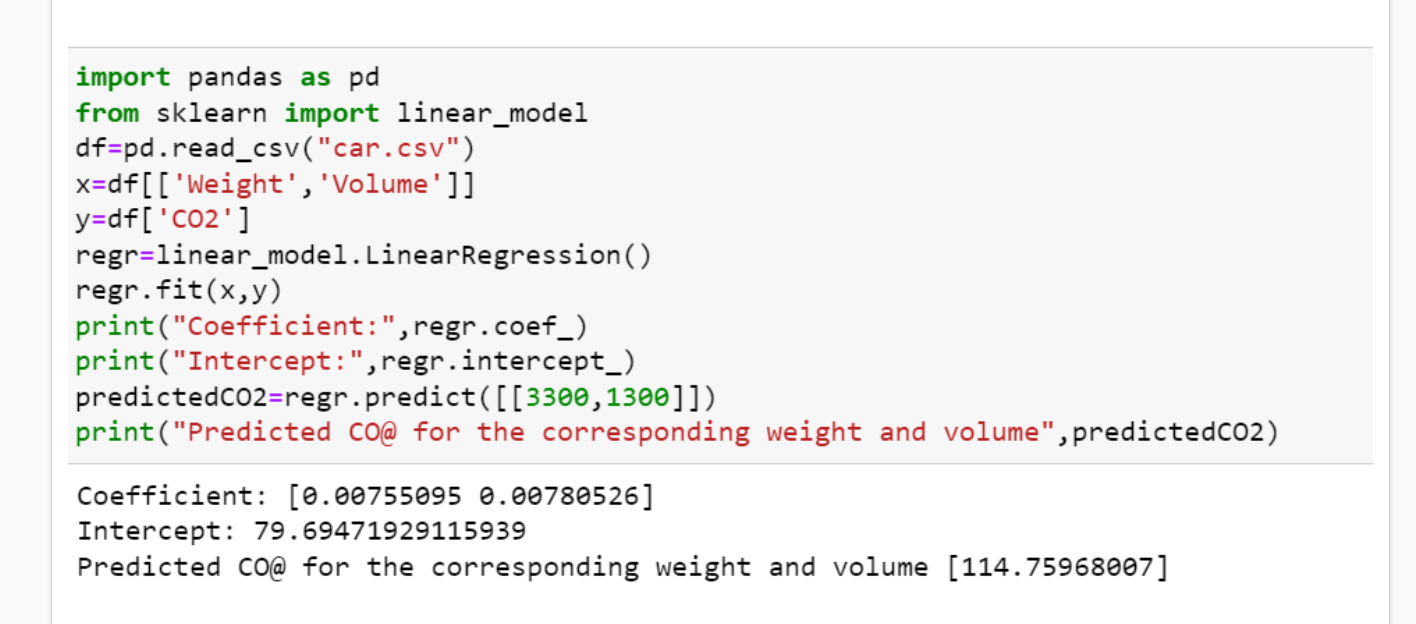 import pandas as pd
from sklearn import linear_model
df=pd.read_csv("car.csv")
x=df[['Weight','Volume']]
y=df['CO2']
regr=linear_model.LinearRegression()
regr.fit(x,y)
print("Coefficient:",regr.coef_)
print("Intercept:",regr.intercept_)
predictedCO2=regr.predict([[3300,1300]])
print("Predicted CO@ for the corresponding weight and volume",predictedCO2)
Coefficient: [0.00755095 0.00780526]
Intercept: 79.69471929115939
Predicted CO@ for the corresponding weight and volume [114.75968007]